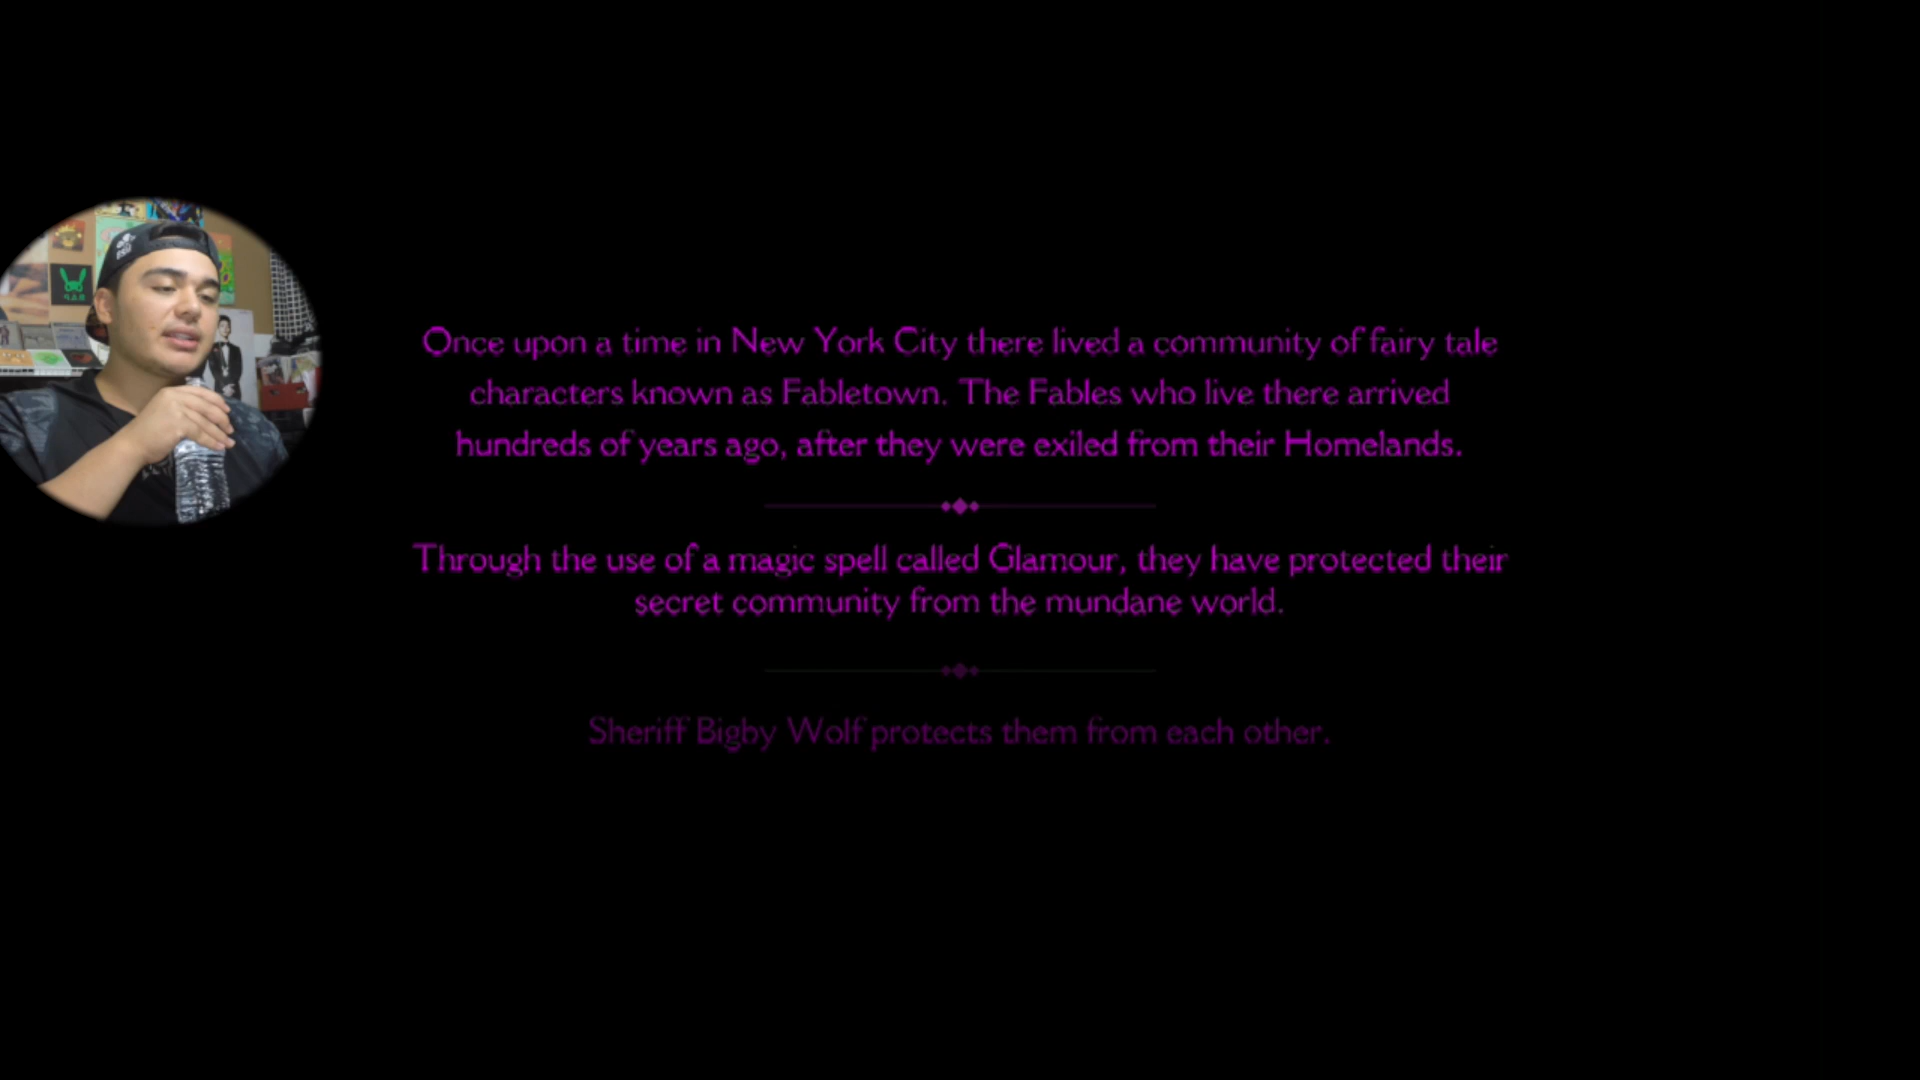 Once upon a time in New York City there lived a community of fairy tale
characters known as Fabletown. The Fables who live there arrived
hundreds of years ago, after they were exiled from their Homelands.
Through the use of a magic spell called Glamour, they have protected their
secret community from the mundane world.
Sheriff Bigby Wolf protects them from each other.